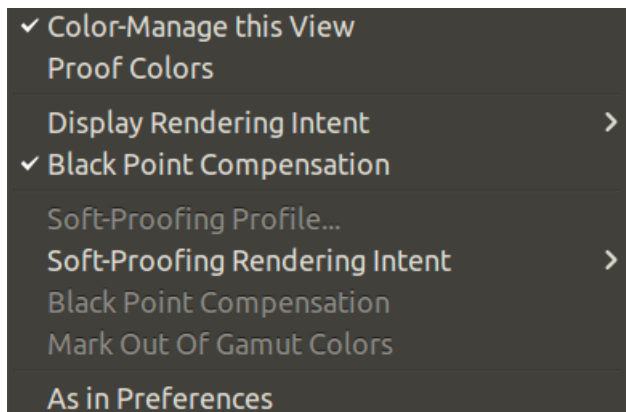 Color-Manage this View
Proof Colors
Display Rendering Intent
Black Point Compensation
Soft-Proofing Profile...
Soft-Proofing Rendering Intent
Black Point Compensation
Mark Out Of Gamut Colors
As in Preferences